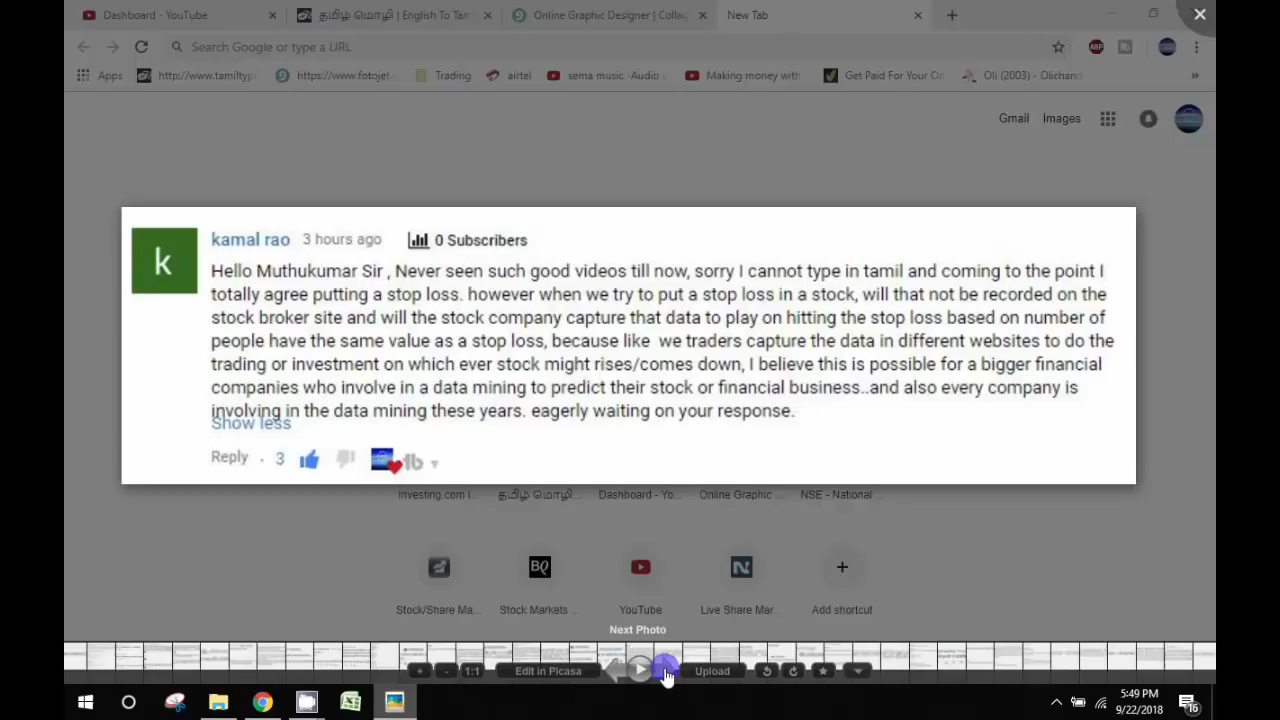 Dashboard - YouTube
தமிழ் மொழி | English To Tam
Online Graphic Designer | Colla
New Tab
Search Google or type a URL
ABP
Apps
http://www.tamiltyp
https://www.fotojet
Trading
airtel
sema music -Audio
Making money with
Get Paid For Your O
Oli (2003) - Olichand
»
Gmail
Images
k
kamal rao 3 hours ago 0 Subscribers
Hello Muthukumar Sir , Never seen such good videos till now, sorry I cannot type in tamil and coming to the point I
totally agree putting a stop loss. however when we try to put a stop loss in a stock, will that not be recorded on the
stock broker site and will the stock company capture that data to play on hitting the stop loss based on number of
people have the same value as a stop loss, because like we traders capture the data in different websites to do the
trading or investment on which ever stock might rises/comes down, I believe this is possible for a bigger financial
companies who involve in a data mining to predict their stock or financial business..and also every company is
involving in the data mining these years. eagerly waiting on your response.
Show less
Reply . 3
Investing.com I...
தமிழ் மொழி...
Dashboard - Yo...
Online Graphic ...
NSE - National ...
BQ
N
Stock/Share Ma...
Stock Markets ...
YouTube
Live Share Mar...
Add shortcut
Next Photo
+ - 1:1 Edit in Picasa Upload
5:49 PM
9/22/2018
16